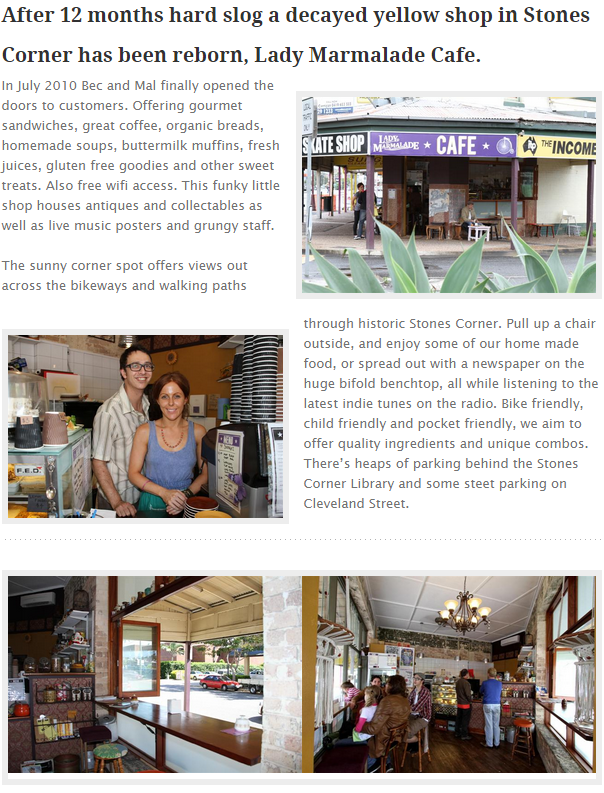 After 12 months hard slog a decayed yellow shop in Stones
Corner has been reborn, Lady Marmalade Cafe.
In July 2010 Bec and Mal finally opened the
doors to customers. Offering gourmet
sandwiches, great coffee, organic breads,
homemade soups, buttermilk muffins, fresh
juices, gluten free goodies and other sweet
treats. Also free wifi access. This funky little
shop houses antiques and collectables as
well as live music posters and grungy staff.
SKATE SHOP
LADY
MARMALADE
★ CAFE ★
THE INCOME
The sunny corner spot offers views out
across the bikeways and walking paths
F.E.D.
MENU
through historic Stones Corner. Pull up a chair
outside, and enjoy some of our home made
food, or spread out with a newspaper on the
huge bifold benchtop, all while listening to the
latest indie tunes on the radio. Bike friendly,
child friendly and pocket friendly, we aim to
offer quality ingredients and unique combos.
There's heaps of parking behind the Stones
Corner Library and some steet parking on
Cleveland Street.